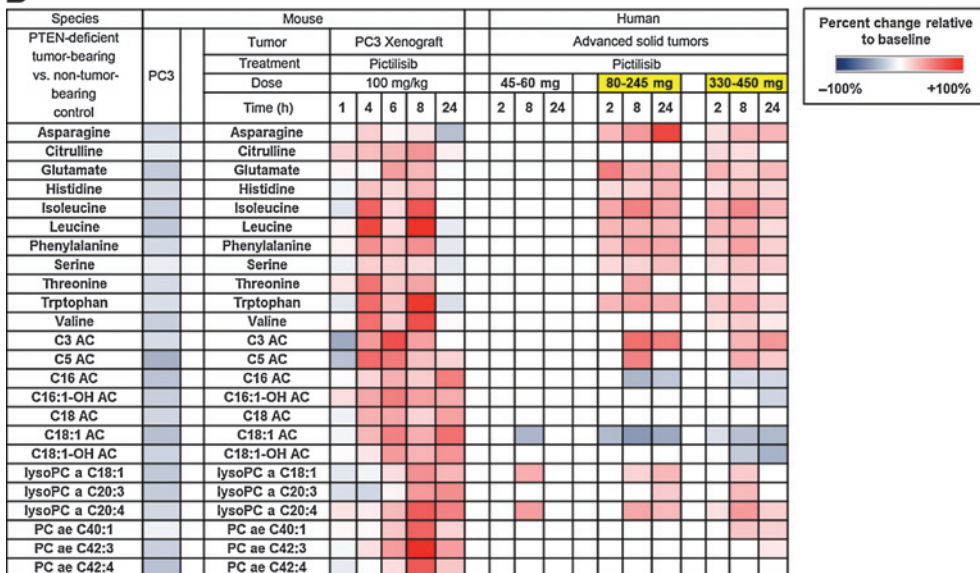 Species Mouse Human
PTEN-deficient tumor-bearing vs. non-tumor-bearing control PC3 Tumor PC3 Xenograft Advanced solid tumors
Treatment Pictilisib Pictilisib
Dose 100 mg/kg 45-60 mg 80-245 mg 330-450 mg
Time (h) 1 4 6 8 24 2 8 24 2 8 24 2 8 24
Asparagine Asparagine
Citrulline Citrulline
Glutamate Glutamate
Histidine Histidine
Isoleucine Isoleucine
Leucine Leucine
Phenylalanine Phenylalanine
Serine Serine
Threonine Threonine
Trptophan Trptophan
Valine Valine
C3 AC C3 AC
C5 AC C5 AC
C16 AC C16 AC
C16:1-OH AC C16:1-OH AC
C18 AC C18 AC
C18:1 AC C18:1 AC
C18:1-OH AC C18:1-OH AC
lysoPC a C18:1 lysoPC a C18:1
lysoPC a C20:3 lysoPC a C20:3
lysoPC a C20:4 lysoPC a C20:4
PC ae C40:1 PC ae C40:1
PC ae C42:3 PC ae C42:3
PC ae C42:4 PC ae C42:4
Percent change relative
to baseline
–100% +100%